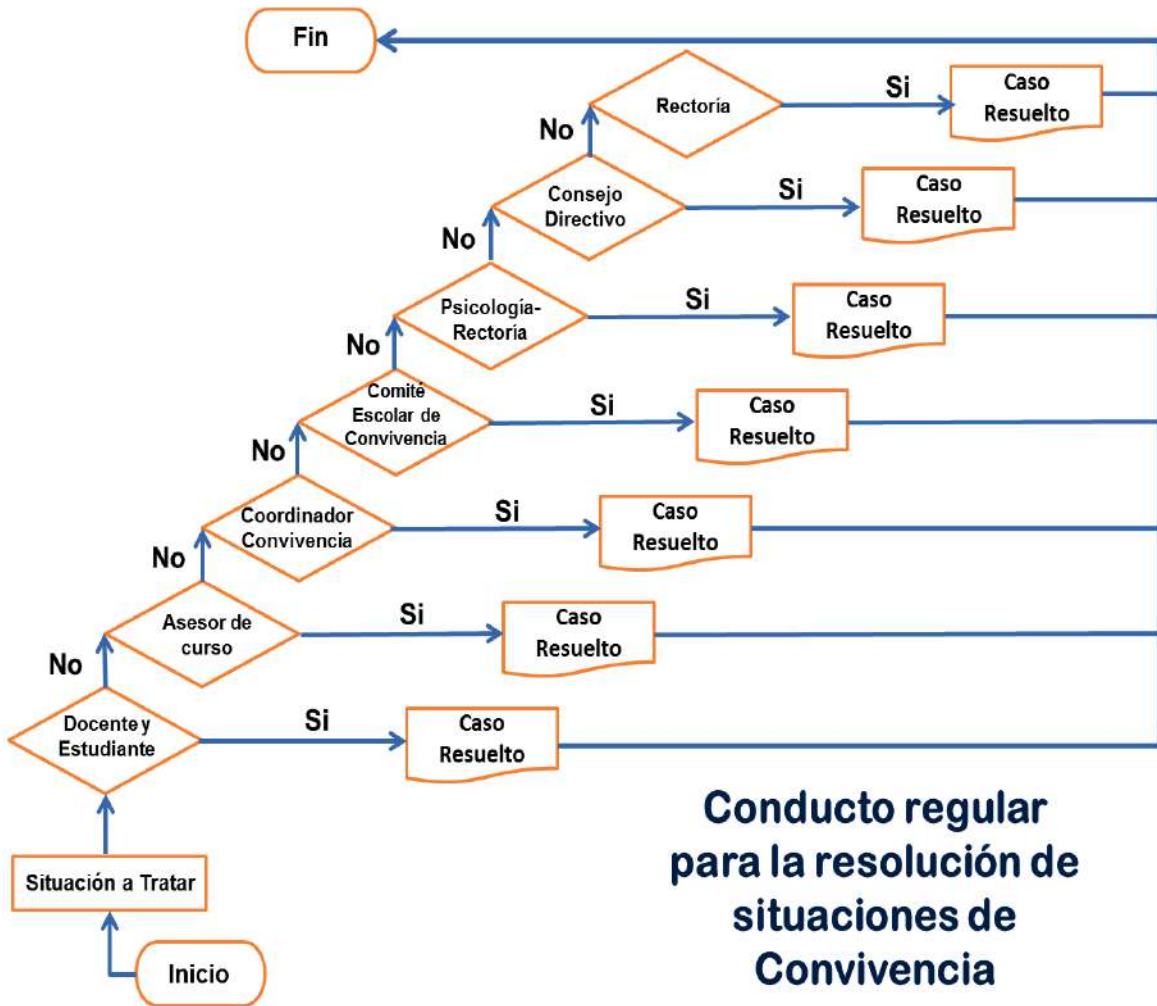 Fin
Rectoría
Si
Caso
Resuelto
No
Consejo
Directivo
Si
Caso
Resuelto
No
Psicología-
Rectoría
Si
Caso
Resuelto
No
Comité
Escolar de
Convivencia
Si
Caso
Resuelto
No
Coordinador
Convivencia
Si
Caso
Resuelto
No
Asesor de
curso
Si
Caso
Resuelto
No
Docente y
Estudiante
Si
Caso
Resuelto
Situación a Tratar
Inicio
Conducto regular
para la resolución de
situaciones de
Convivencia